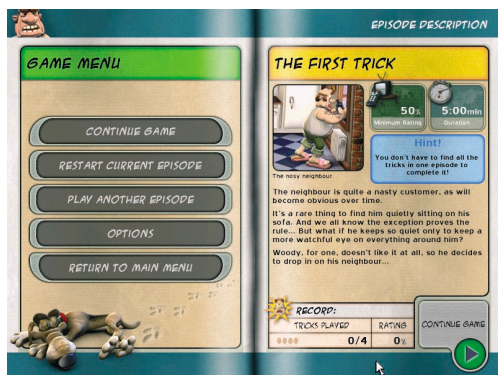 EPISODE DESCRIPTION
GAME MENU
CONTINUE GAME
RESTART CURRENT EPISODE
PLAY ANOTHER EPISODE
OPTIONS
RETURN TO MAIN MENU
THE FIRST TRICK
50%
Minimum Rating
5:00min
Duration
The nosy neighbour
Hint!
You don't have to find all the
tricks in one episode to
complete it!
The neighbour is quite a nasty customer, as will
become obvious over time.
It's a rare thing to find him quietly sitting on his
sofa. And we all know the exception proves the
rule... But what if he keeps so quiet only to keep a
more watchful eye on everything around him?
Woody, for one, doesn't like it at all, so he decides
to drop in on his neighbour...
RECORD:
TRICKS PLAYED
RATING
0/4
0%
CONTINUE GAME